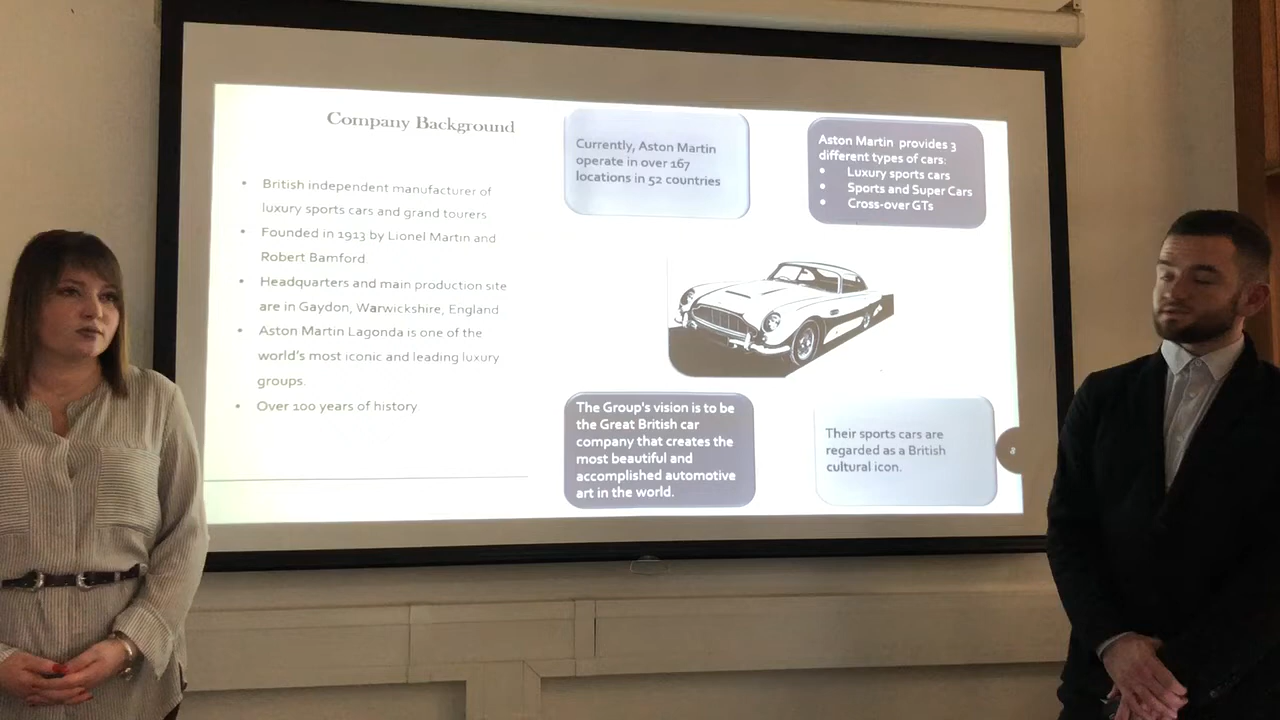 Company Background
• British independent manufacturer of
luxury sports cars and grand tourers
• Founded in 1913 by Lionel Martin and
Robert Bamford
• Headquarters and main production site
are in Gaydon, Warwickshire, England.
• Aston Martin Lagonda is one of the
world's most iconic and leading luxury
groups.
• Over 100 years of history
Currently, Aston Martin
operate in over 167
locations in 52 countries
Aston Martin provides 3
different types of cars:
• Luxury sports cars
• Sports and Super Cars
• Cross-over GTs
The Group's vision is to be
the Great British car
company that creates the
most beautiful and
accomplished automotive
art in the world.
Their sports cars are
regarded as a British
cultural icon.
8